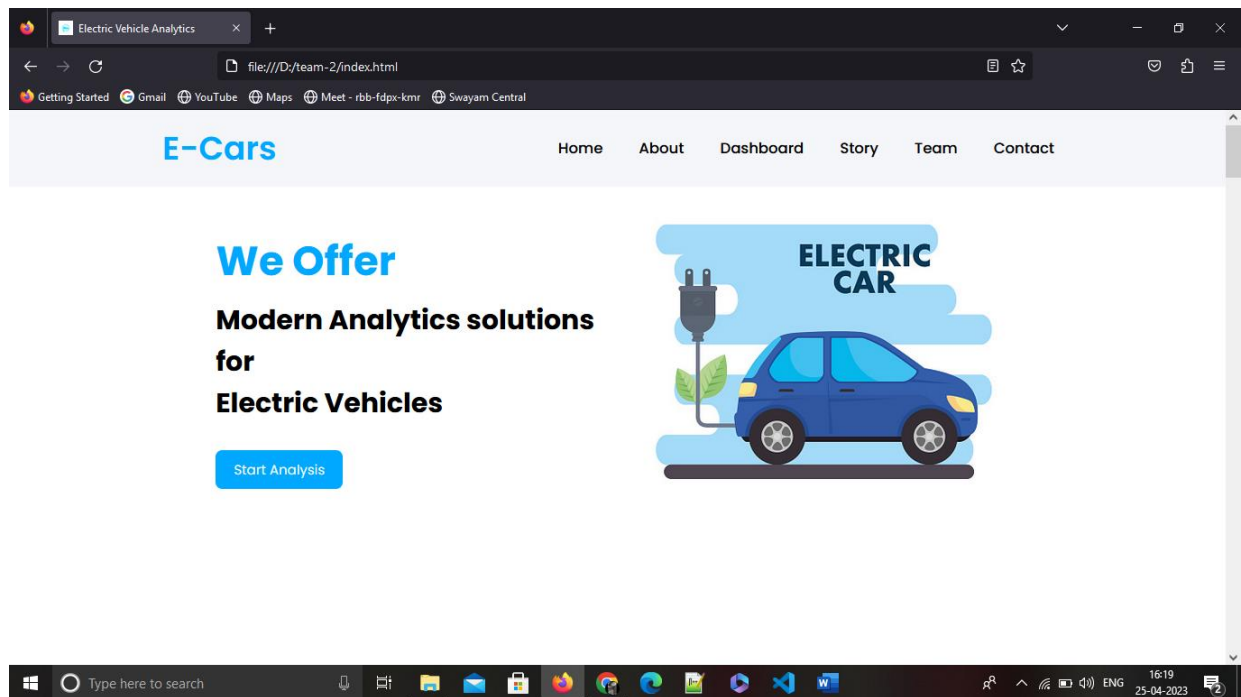 Electric Vehicle Analytics
file:///D:/team-2/index.html
Getting Started Gmail YouTube Maps Meet - rbb-fdpx-kmr Swayam Central
E-Cars Home About Dashboard Story Team Contact
We Offer
Modern Analytics solutions
for
Electric Vehicles
Start Analysis
ELECTRIC
CAR
Type here to search
ENG
16:19
25-04-2023
2